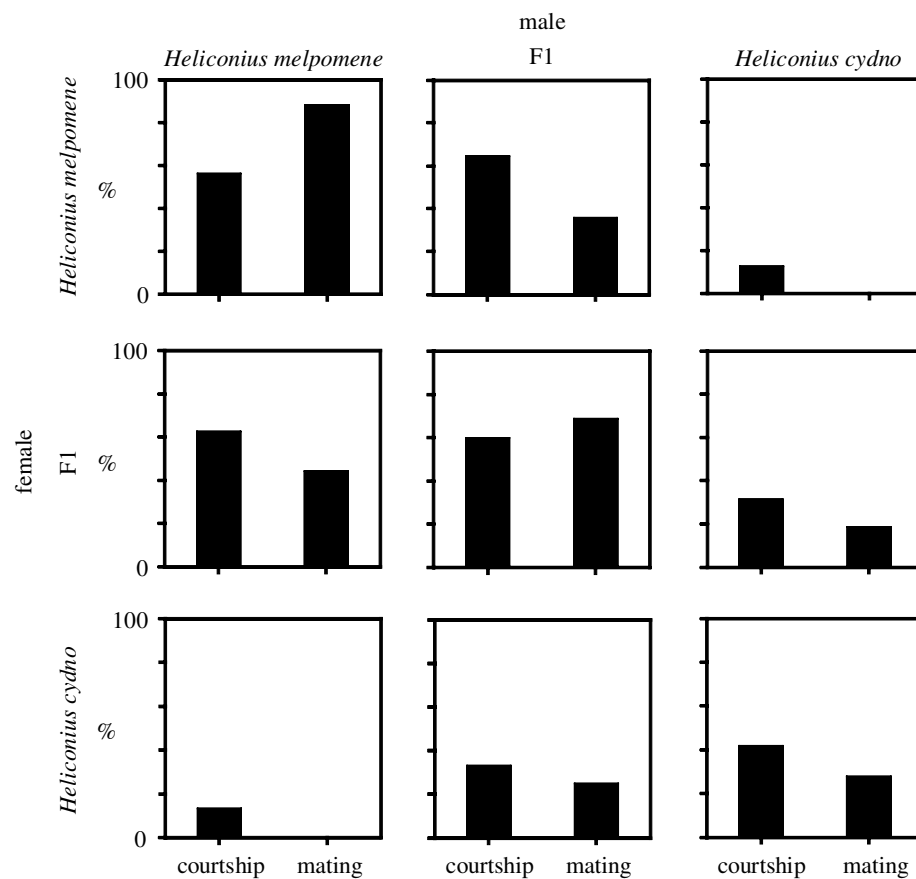 male
Heliconius melpomene F1 Heliconius cydno
100
Heliconius melpomene
%
0
100
female
F1
%
0
100
Heliconius cydno
%
0
courtship mating courtship mating courtship mating